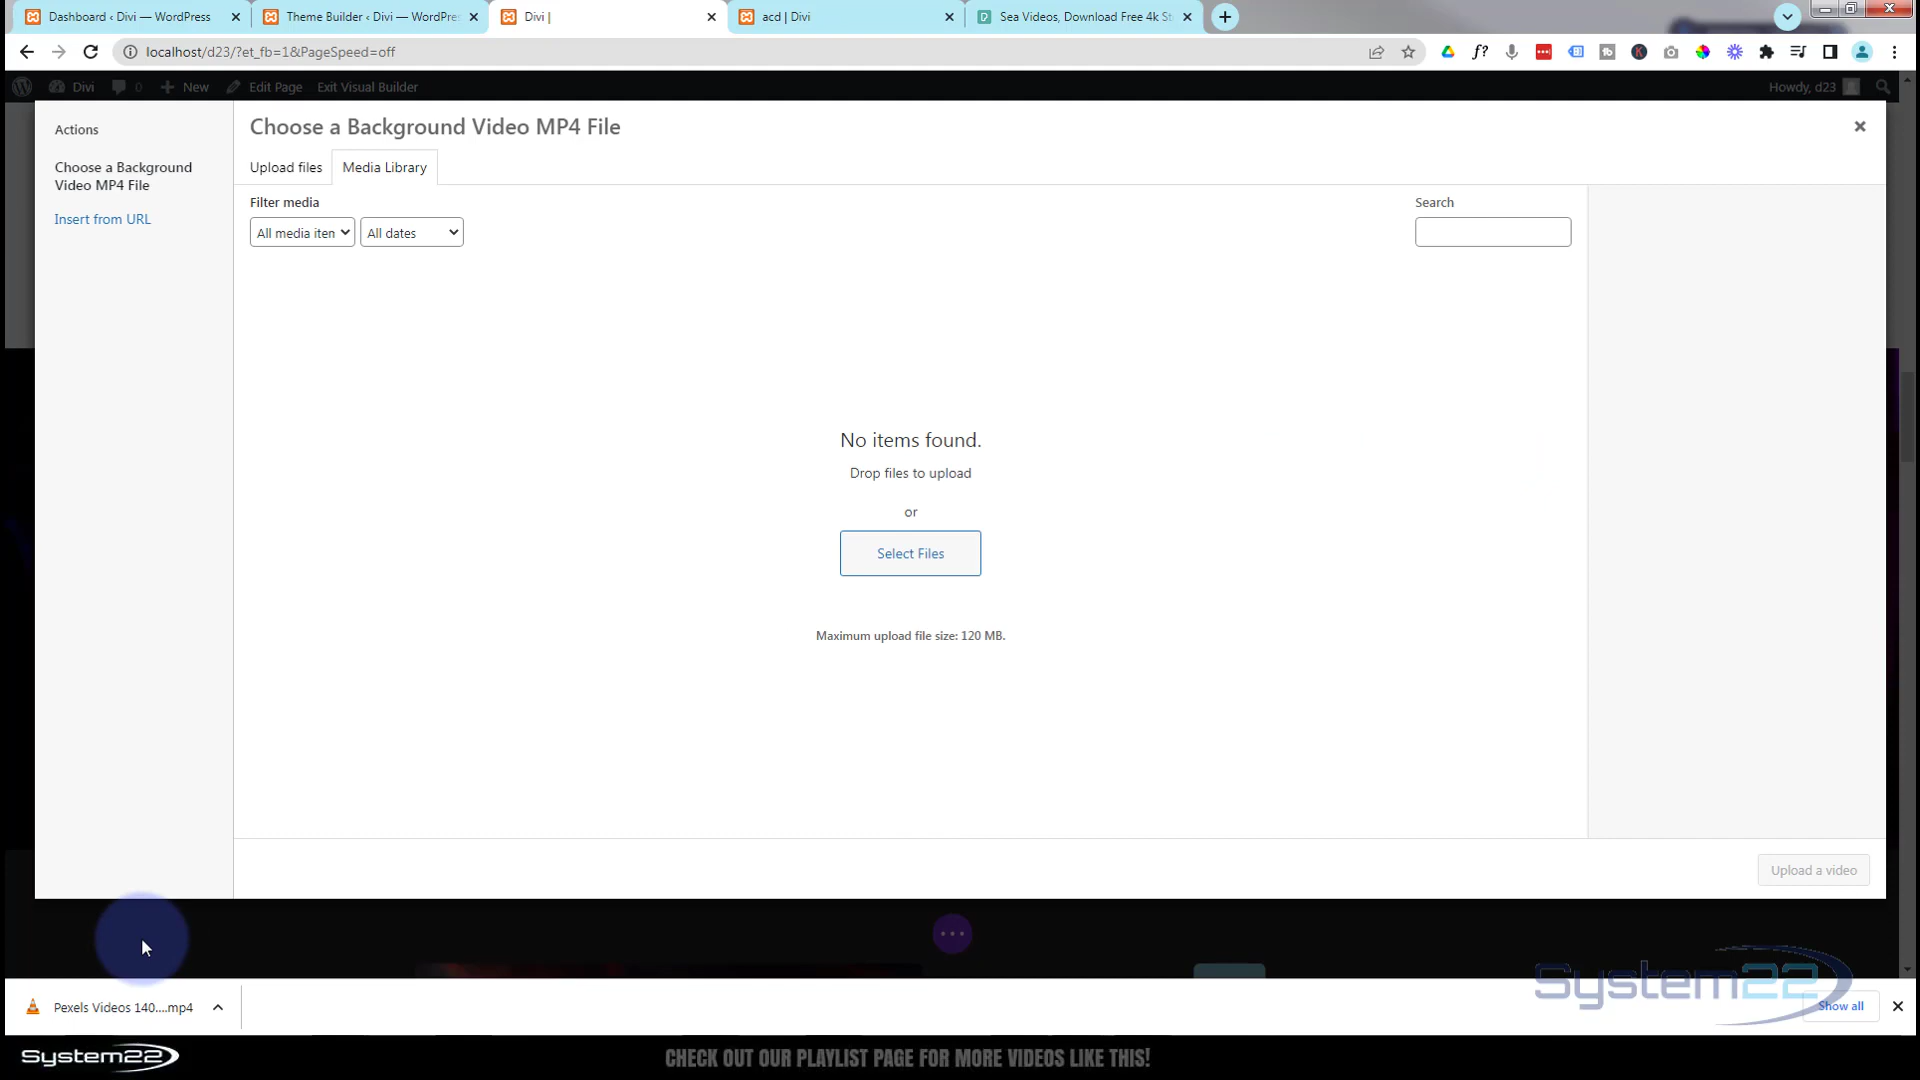 Dashboard ‹ Divi — WordPress
Theme Builder ‹ Divi — WordPre
Divi |
acd | Divi
Sea Videos, Download Free 4k St
localhost/d23/?et_fb=1&PageSpeed=off
Divi
0
New
Edit Page
Exit Visual Builder
Howdy, d23
Actions
Choose a Background
Video MP4 File
Insert from URL
Choose a Background Video MP4 File
Upload files
Media Library
Filter media
Search
All media iten
All dates
No items found.
Drop files to upload
or
Select Files
Maximum upload file size: 120 MB.
Upload a video
Pexels Videos 140....mp4
System22
Show all
System22
CHECK OUT OUR PLAYLIST PAGE FOR MORE VIDEOS LIKE THIS!